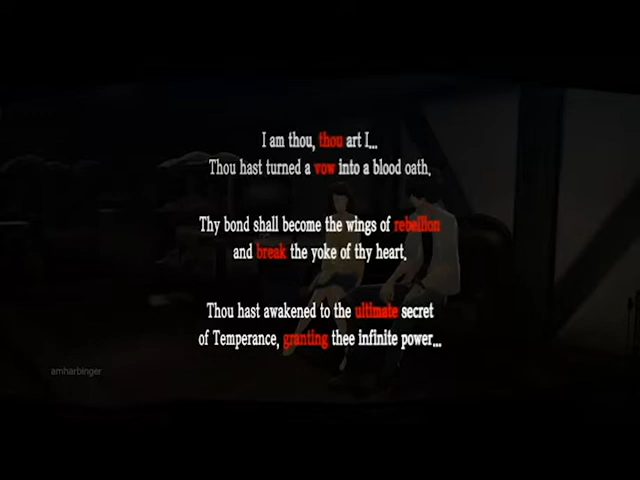 I am thou, thou art I...
Thou hast turned a vow into a blood oath.
Thy bond shall become the wings of rebellion
and break the yoke of thy heart.
Thou hast awakened to the ultimate secret
of Temperance, granting thee infinite power...
amharbinger